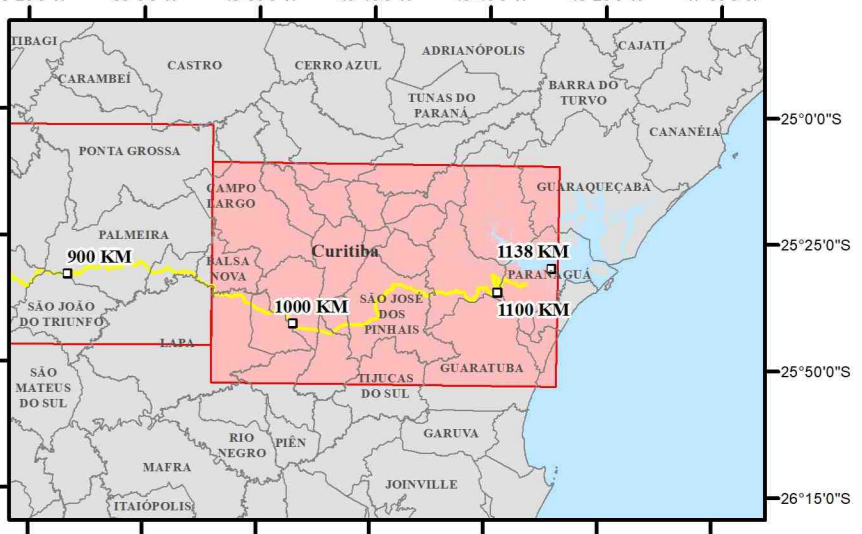 TIBAGI
CARAMBEÍ
CASTRO
CERRO AZUL
ADRIANÓPOLIS
CAJATI
BARRA DO
TURVO
TUNAS DO
PARANÁ
CANANÉIA
25°0'0"S
PONTA GROSSA
CAMPO
LARGO
GUARAQUEÇABA
PALMEIRA
900 KM
BALSA
NOVA
Curitiba
1138 KM
25°25'0"S
PARANAGUÁ
SÃO JOÃO
DO TRIUNFO
1000 KM
SÃO JOSÉ
DOS
PINHAIS
1100 KM
LAPA
SÃO
MATEUS
DO SUL
TIJUCAS
DO SUL
GUARATUBA
25°50'0"S
RIO
NEGRO
PIÊN
GARUVA
MAFRA
JOINVILLE
ITAIÓPOLIS
26°15'0"S